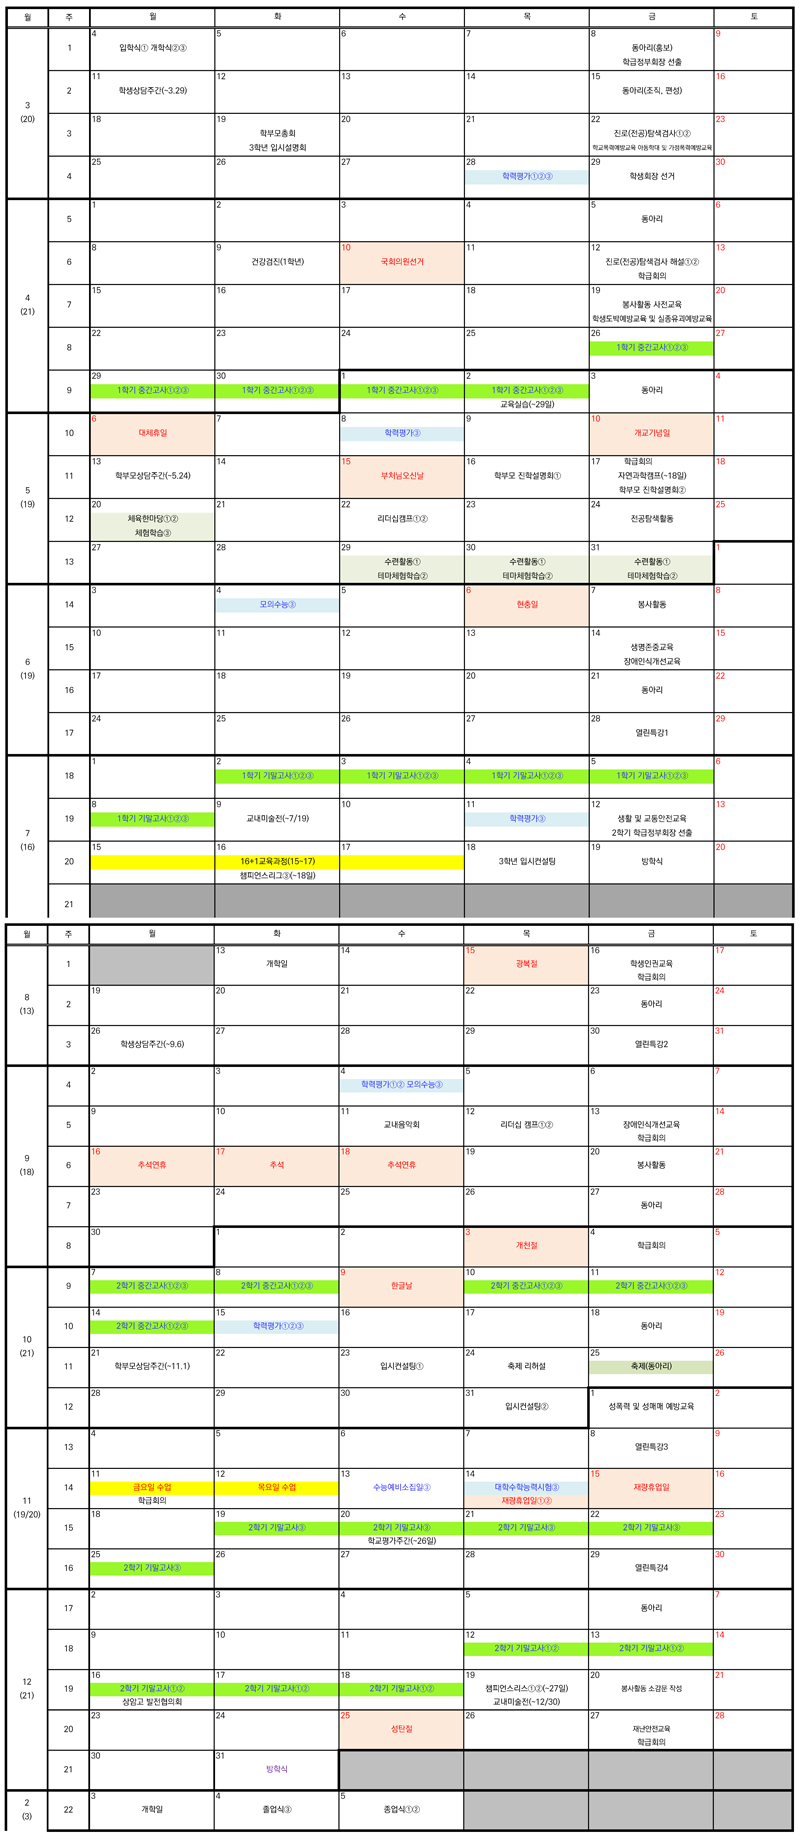 월 주 월 화 수 목 금 토
4 5 6 7 8 9
3
(20)
1 입학식① 개학식②③ 동아리(홍보)
학급정부회장 선출
11 12 13 14 15 16
2 학생상담주간(~3.29) 동아리(조직, 편성)
18 19 20 21 22 23
3 학부모총회 진로(전공)탐색검사①②
3학년 입시설명회 학교폭력예방교육 아동학대 및 가정폭력예방교육
25 26 27 28 29 30
4 학력평가①②③ 학생회장 선거
1 2 3 4 5 6
4
(21)
5 동아리
8 9 10 11 12 13
6 건강검진(1학년) 국회의원선거 진로(전공)탐색검사 해설①②
학급회의
15 16 17 18 19 20
7 봉사활동 사전교육
학생도박예방교육 및 실종유괴예방교육
22 23 24 25 26 27
8 1학기 중간고사①②③
29 30 1 2 3 4
9 1학기 중간고사①②③ 1학기 중간고사①②③ 1학기 중간고사①②③ 1학기 중간고사①②③ 동아리
교육실습(~29일)
6 7 8 9 10 11
5
(19)
10 대체휴일 학력평가③ 개교기념일
13 14 15 16 17 18
11 학부모상담주간(~5.24) 부처님오신날 학부모 진학설명회① 학급회의
자연과학캠프(~18일)
학부모 진학설명회②
20 21 22 23 24 25
12 체육한마당①② 리더십캠프①② 전공탐색활동
체험학습③
27 28 29 30 31 1
13 수련활동① 수련활동① 수련활동①
테마체험학습② 테마체험학습② 테마체험학습②
3 4 5 6 7 8
6
(19)
14 모의수능③ 현충일 봉사활동
10 11 12 13 14 15
15 생명존중교육
장애인식개선교육
17 18 19 20 21 22
16 동아리
24 25 26 27 28 29
17 열린특강1
1 2 3 4 5 6
7
(16)
18 1학기 기말고사①②③ 1학기 기말고사①②③ 1학기 기말고사①②③ 1학기 기말고사①②③
8 9 10 11 12 13
19 1학기 기말고사①②③ 교내미술전(~7/19) 학력평가③ 생활 및 교통안전교육
2학기 학급정부회장 선출
15 16 17 18 19 20
20 16+1교육과정(15~17) 3학년 입시컨설팅 방학식
챔피언스리그③(~18일)
21
월 주 월 화 수 목 금 토
13 14 15 16 17
8
(13)
1 개학일 광복절 학생인권교육
학급회의
19 20 21 22 23 24
2 동아리
26 27 28 29 30 31
3 학생상담주간(~9.6) 열린특강2
2 3 4 5 6 7
9
(18)
4 학력평가①② 모의수능③
9 10 11 12 13 14
5 교내음악회 리더십 캠프①② 장애인식개선교육
학급회의
16 17 18 19 20 21
6 추석연휴 추석 추석연휴 봉사활동
23 24 25 26 27 28
7 동아리
30 1 2 3 4 5
8 개천절 학급회의
7 8 9 10 11 12
10
(21)
9 2학기 중간고사①②③ 2학기 중간고사①②③ 한글날 2학기 중간고사①②③ 2학기 중간고사①②③
14 15 16 17 18 19
10 2학기 중간고사①②③ 학력평가①②③ 동아리
21 22 23 24 25 26
11 학부모상담주간(~11.1) 입시컨설팅① 축제 리허설 축제(동아리)
28 29 30 31 1 2
12 입시컨설팅② 성폭력 및 성매매 예방교육
4 5 6 7 8 9
11
(19/20)
13 열린특강3
11 12 13 14 15 16
14 금요일 수업 목요일 수업 수능예비소집일③ 대학수학능력시험③ 재량휴업일
학급회의 재량휴업일①②
18 19 20 21 22 23
15 2학기 기말고사③ 2학기 기말고사③ 2학기 기말고사③ 2학기 기말고사③
학교평가주간(~26일)
25 26 27 28 29 30
16 2학기 기말고사③ 열린특강4
2 3 4 5 6 7
12
(21)
17 동아리
9 10 11 12 13 14
18 2학기 기말고사①② 2학기 기말고사①②
16 17 18 19 20 21
19 2학기 기말고사①② 2학기 기말고사①② 2학기 기말고사①② 챔피언스리스①②(~27일) 봉사활동 소감문 작성
상암고 발전협의회 교내미술전(~12/30)
23 24 25 26 27 28
20 성탄절 재난안전교육
학급회의
30 31
21 방학식
3 4 5
2
(3)
22 개학일 졸업식③ 종업식①②